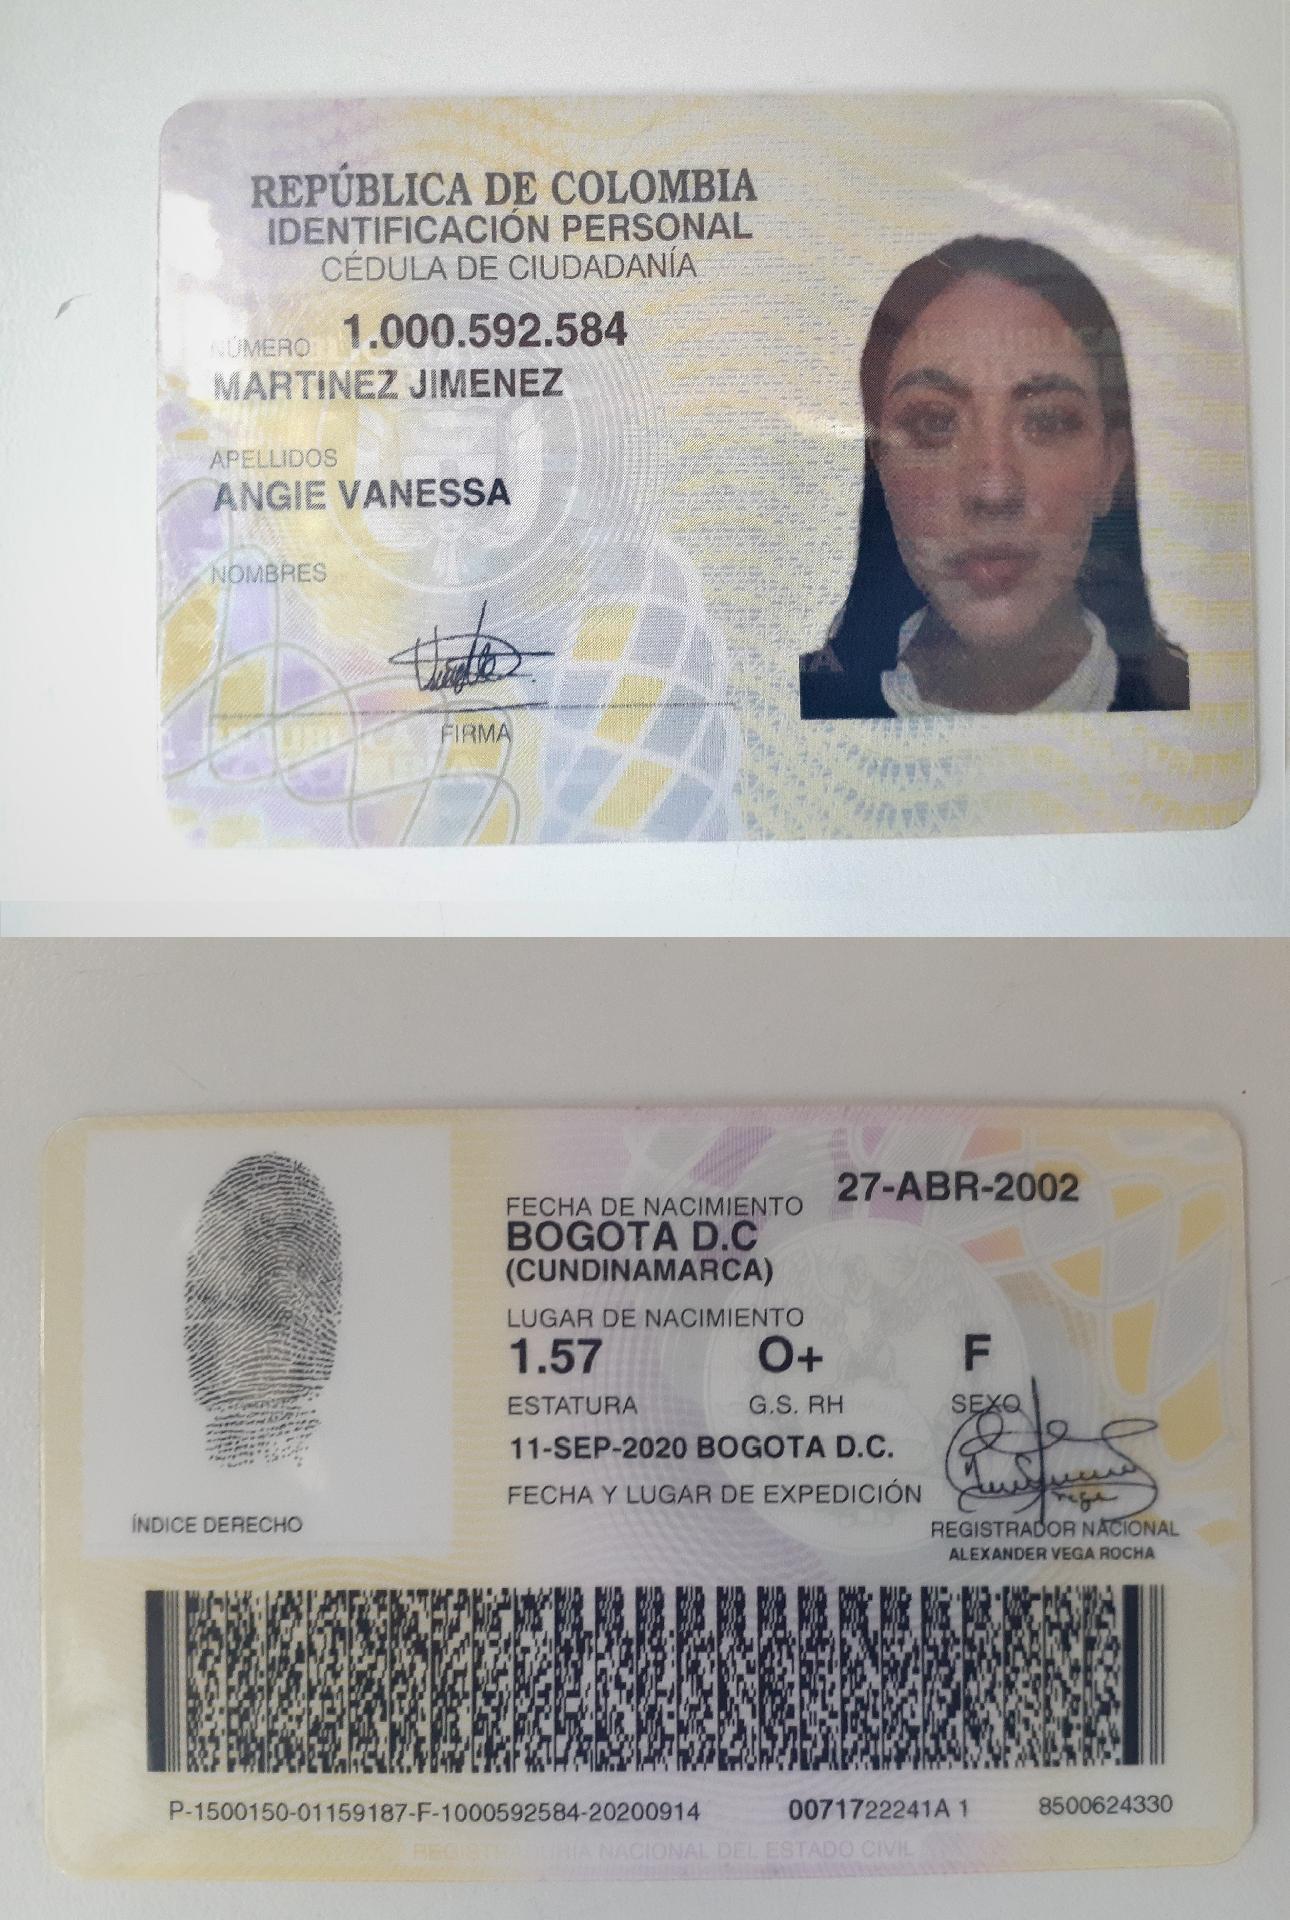 REPÚBLICA DE COLOMBIA
IDENTIFICACIÓN PERSONAL
CÉDULA DE CIUDADANÍA
NÚMERO 1.000.592.584
MARTINEZ JIMENEZ
APELLIDOS
ANGIE VANESSA
NOMBRES
FIRMA
FECHA DE NACIMIENTO 27-ABR-2002
BOGOTA D.C
(CUNDINAMARCA)
LUGAR DE NACIMIENTO
1.57 O+ F
ESTATURA G.S. RH SEXO
11-SEP-2020 BOGOTA D.C.
FECHA Y LUGAR DE EXPEDICIÓN
ÍNDICE DERECHO
REGISTRADOR NACIONAL
ALEXANDER VEGA ROCHA
P-1500150-01159187-F-1000592584-20200914 0071722241A 1 8500624330
REGISTRADURIA NACIONAL DEL ESTADO CIVIL